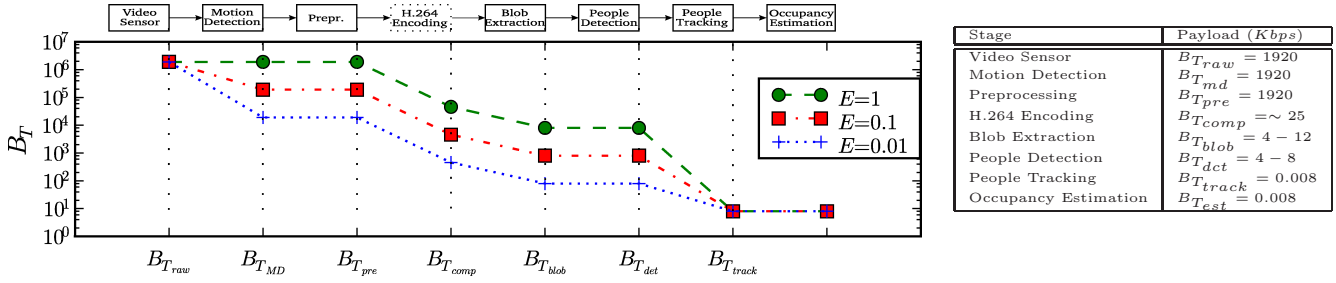 Video Sensor
Motion Detection
Prepr.
H.264 Encoding
Blob Extraction
People Detection
People Tracking
Occupancy Estimation
10^7
10^6
10^5
10^4
10^3
10^2
10^1
10^0
B_T
E=1
E=0.1
E=0.01
B_{T_{raw}} B_{T_{MD}} B_{T_{pre}} B_{T_{comp}} B_{T_{blob}} B_{T_{det}} B_{T_{track}}
Stage Payload (Kbps)
Video Sensor B_{T_{raw}} = 1920
Motion Detection B_{T_{md}} = 1920
Preprocessing B_{T_{pre}} = 1920
H.264 Encoding B_{T_{comp}} =∼ 25
Blob Extraction B_{T_{blob}} = 4 − 12
People Detection B_{T_{dct}} = 4 − 8
People Tracking B_{T_{track}} = 0.008
Occupancy Estimation B_{T_{est}} = 0.008